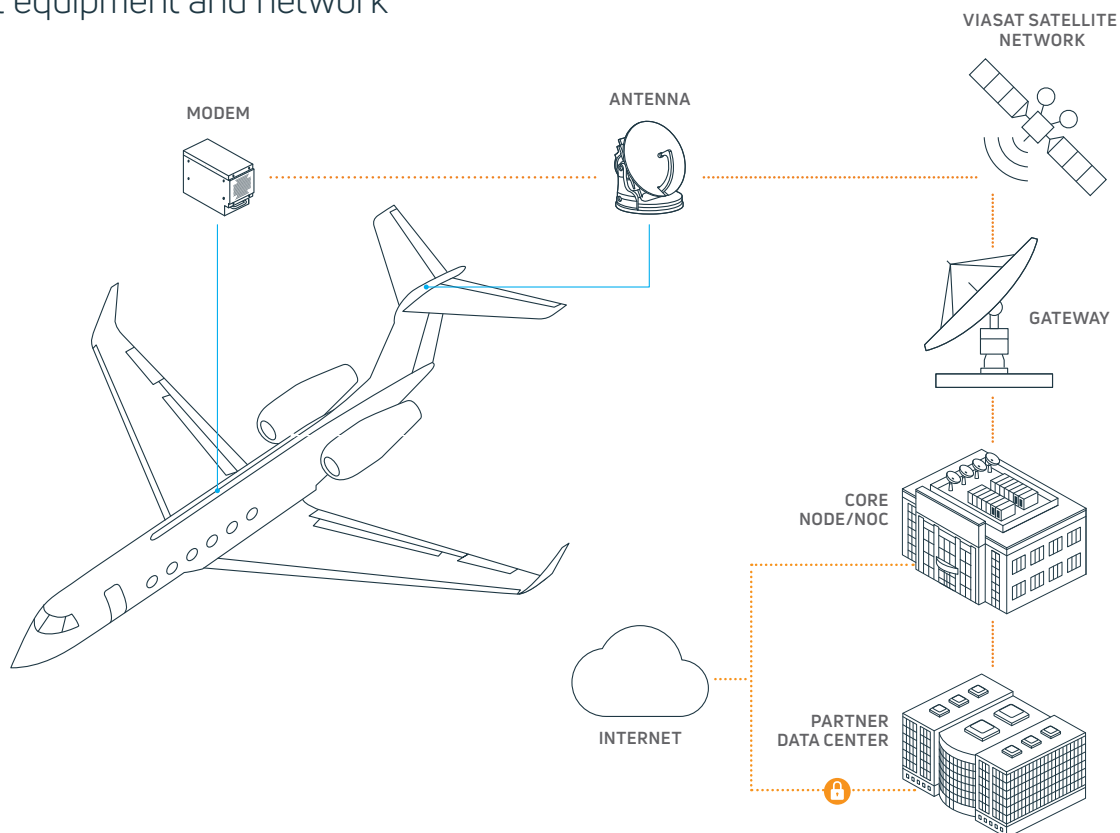 equipment and network
VIASAT SATELLITE
NETWORK
MODEM
ANTENNA
GATEWAY
CORE
NODE/NOC
PARTNER
DATA CENTER
INTERNET